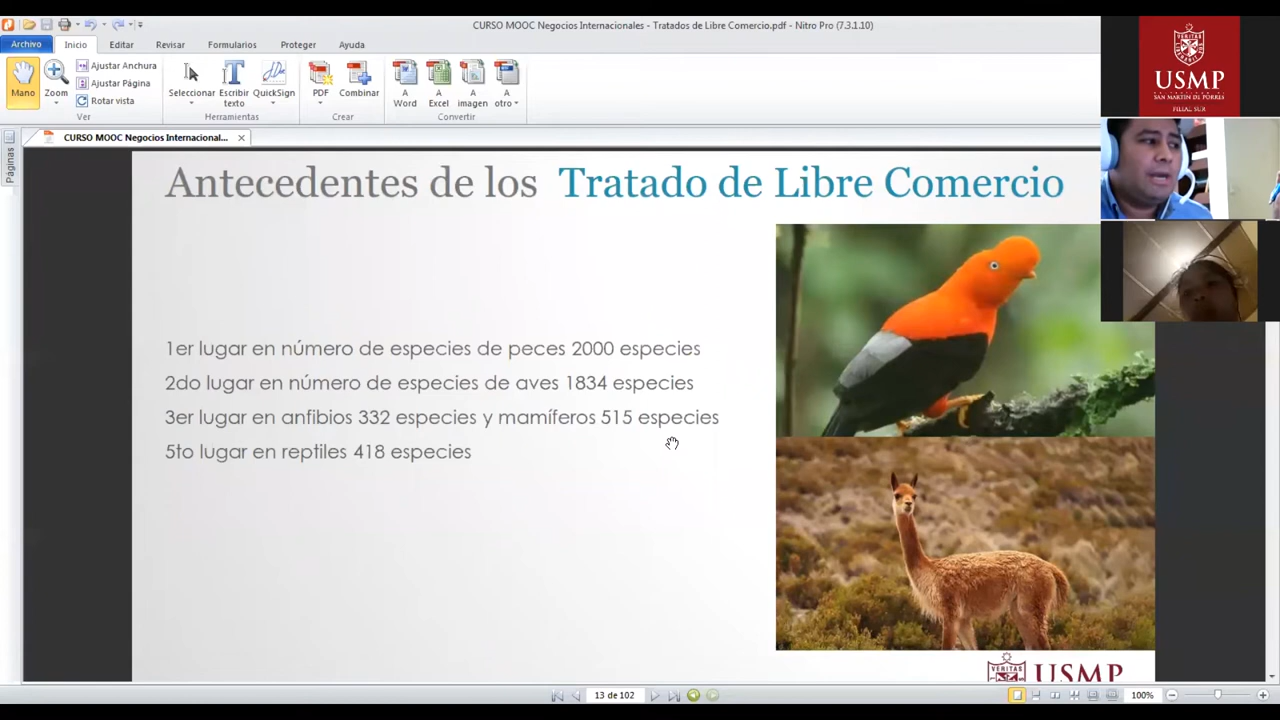 CURSO MOOC Negocios Internacionales - Tratados de Libre Comercio.pdf - Nitro Pro (7.3.1.10)
Archivo Inicio Editar Revisar Formularios Proteger Ayuda
Mano
Zoom
Ajustar Anchura
Ajustar Página
Rotar vista
Seleccionar
Escribir texto
QuickSign
PDF
Combinar
A Word
A Excel
A imagen
A otro
Ver Herramientas Crear Convertir
CURSO MOOC Negocios Internacional...
Páginas
Antecedentes de los Tratado de Libre Comercio
1er lugar en número de especies de peces 2000 especies
2do lugar en número de especies de aves 1834 especies
3er lugar en anfibios 332 especies y mamíferos 515 especies
5to lugar en reptiles 418 especies
USMP
13 de 102
100%
VERITAS
USMP
SAN MARTIN DE PORRES
FILIAL SUR